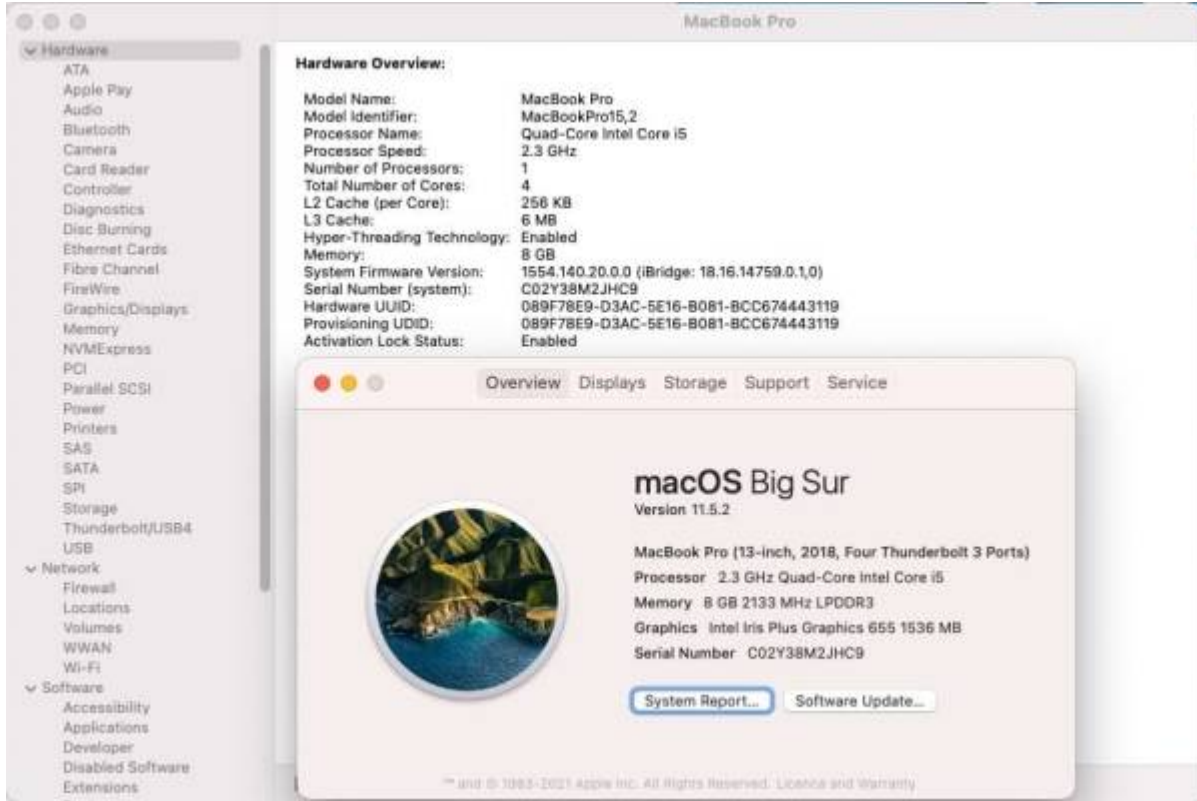 MacBook Pro
Hardware
ATA
Apple Pay
Audio
Bluetooth
Camera
Card Reader
Controller
Diagnostics
Disc Burning
Ethernet Cards
Fibre Channel
FireWire
Graphics/Displays
Memory
NVMExpress
PCI
Parallel SCSI
Power
Printers
SAS
SATA
SPI
Storage
Thunderbolt/USB4
USB
Network
Firewall
Locations
Volumes
WWAN
Wi-Fi
Software
Accessibility
Applications
Developer
Disabled Software
Extensions
Hardware Overview:
Model Name: MacBook Pro
Model Identifier: MacBookPro15,2
Processor Name: Quad-Core Intel Core i5
Processor Speed: 2.3 GHz
Number of Processors: 1
Total Number of Cores: 4
L2 Cache (per Core): 256 KB
L3 Cache: 6 MB
Hyper-Threading Technology: Enabled
Memory: 8 GB
System Firmware Version: 1554.140.20.0.0 (iBridge: 18.16.14759.0.1,0)
Serial Number (system): C02Y38M2JHC9
Hardware UUID: 089F78E9-D3AC-5E16-B081-BCC674443119
Provisioning UDID: 089F78E9-D3AC-5E16-B081-BCC674443119
Activation Lock Status: Enabled
Overview Displays Storage Support Service
macOS Big Sur
Version 11.5.2
MacBook Pro (13-inch, 2018, Four Thunderbolt 3 Ports)
Processor 2.3 GHz Quad-Core Intel Core i5
Memory 8 GB 2133 MHz LPDDR3
Graphics Intel Iris Plus Graphics 655 1536 MB
Serial Number C02Y38M2JHC9
System Report... Software Update...
™ and © 1983-2021 Apple Inc. All Rights Reserved. Licence and Warranty